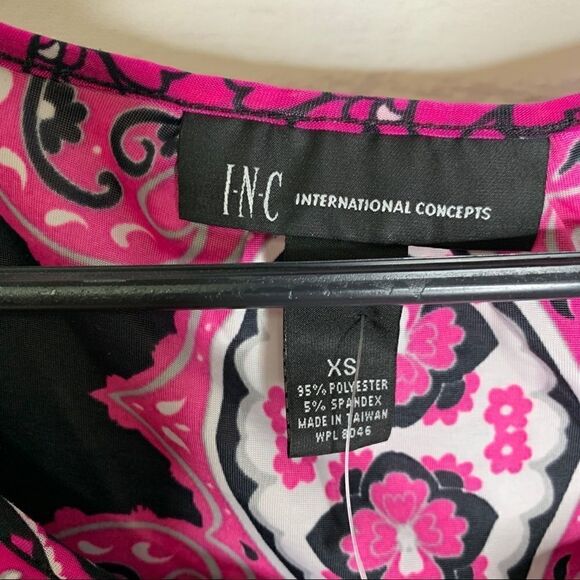 I-N-C INTERNATIONAL CONCEPTS
XS
95% POLYESTER
5% SPANDEX
MADE IN TAIWAN
WPL 8046